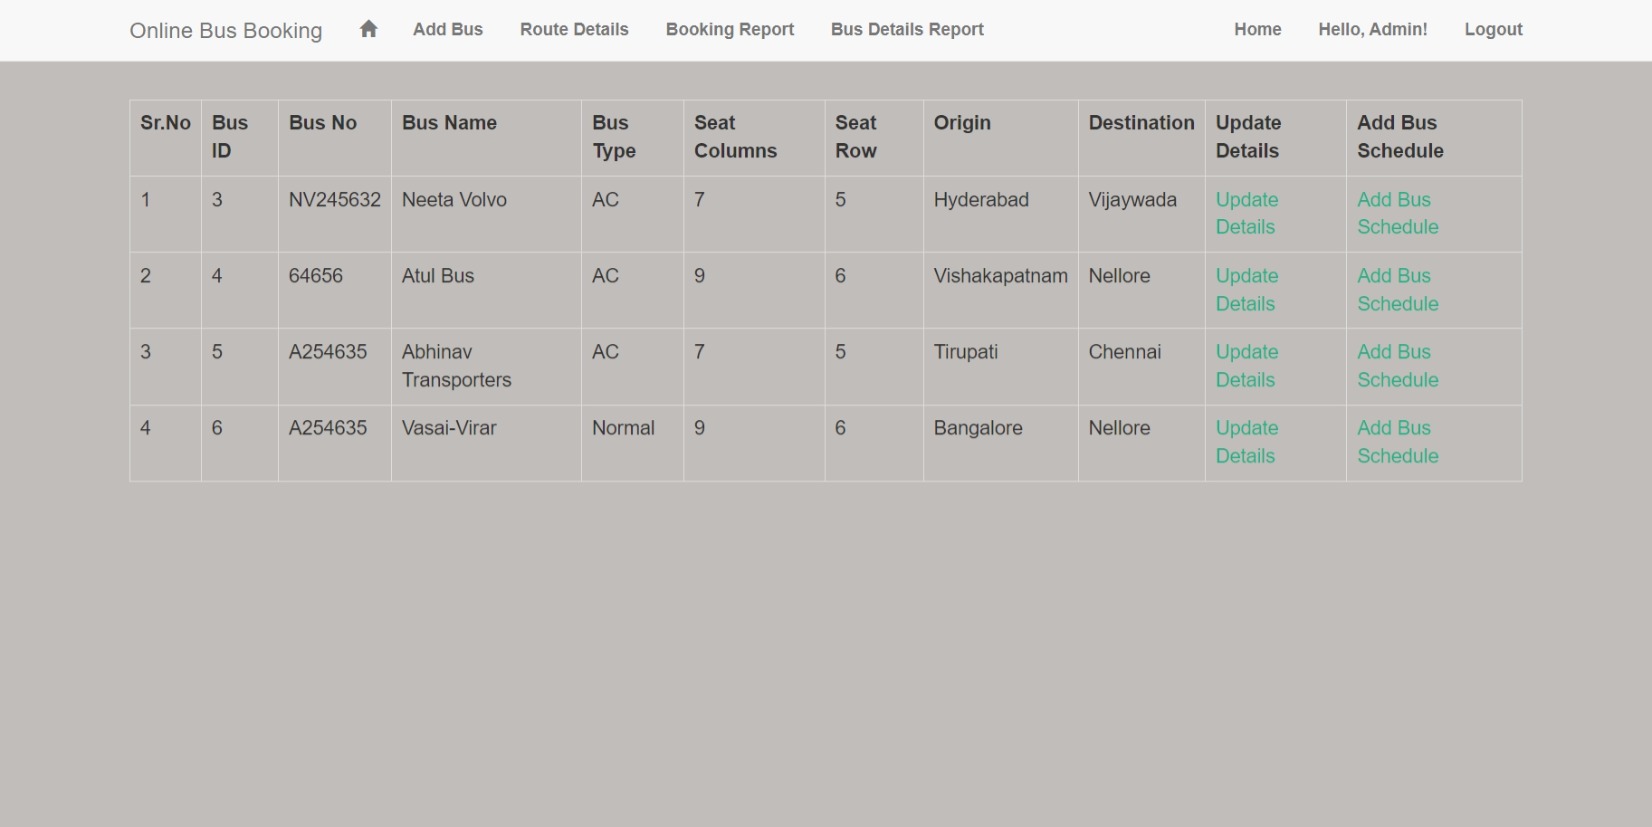 Online Bus Booking Add Bus Route Details Booking Report Bus Details Report Home Hello, Admin! Logout
Sr.No Bus ID Bus No Bus Name Bus Type Seat Columns Seat Row Origin Destination Update Details Add Bus Schedule
1 3 NV245632 Neeta Volvo AC 7 5 Hyderabad Vijaywada Update Details Add Bus Schedule
2 4 64656 Atul Bus AC 9 6 Vishakapatnam Nellore Update Details Add Bus Schedule
3 5 A254635 Abhinav Transporters AC 7 5 Tirupati Chennai Update Details Add Bus Schedule
4 6 A254635 Vasai-Virar Normal 9 6 Bangalore Nellore Update Details Add Bus Schedule